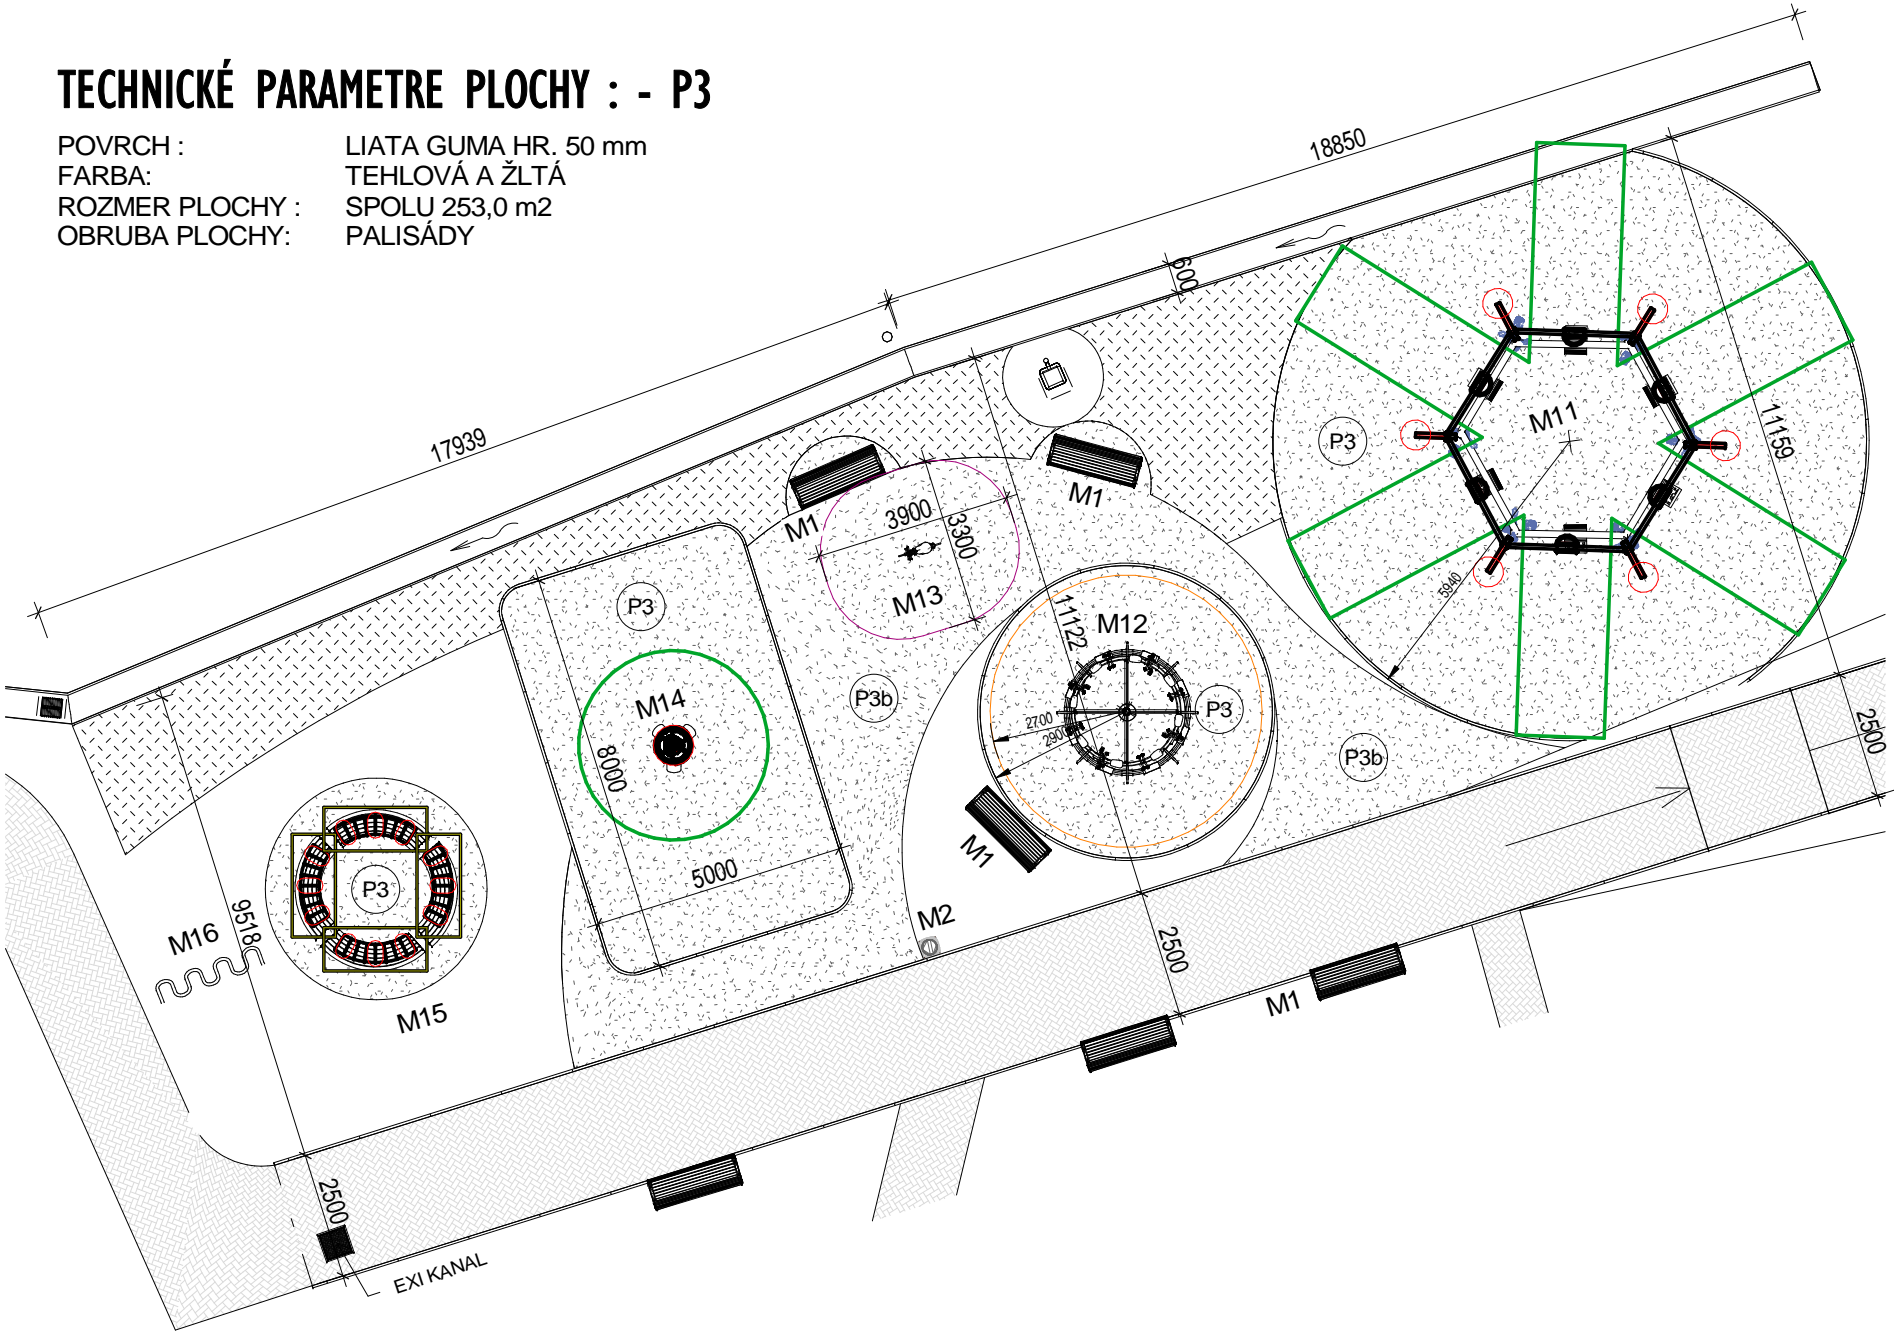 TECHNICKÉ PARAMETRE PLOCHY : - P3
POVRCH : LIATA GUMA HR. 50 mm
FARBA: TEHLOVÁ A ŽLTÁ
ROZMER PLOCHY : SPOLU 253,0 m2
OBRUBA PLOCHY: PALISÁDY
18850
600
17939
P3
M11
11159
M1
M1
3900
3300
M13
5940
P3
M12
11122
M14
P3b
P3
2700
2900
2500
P3b
8000
M1
5000
P3
M16
9518
M2
2500
M15
M1
2500
EXI KANAL